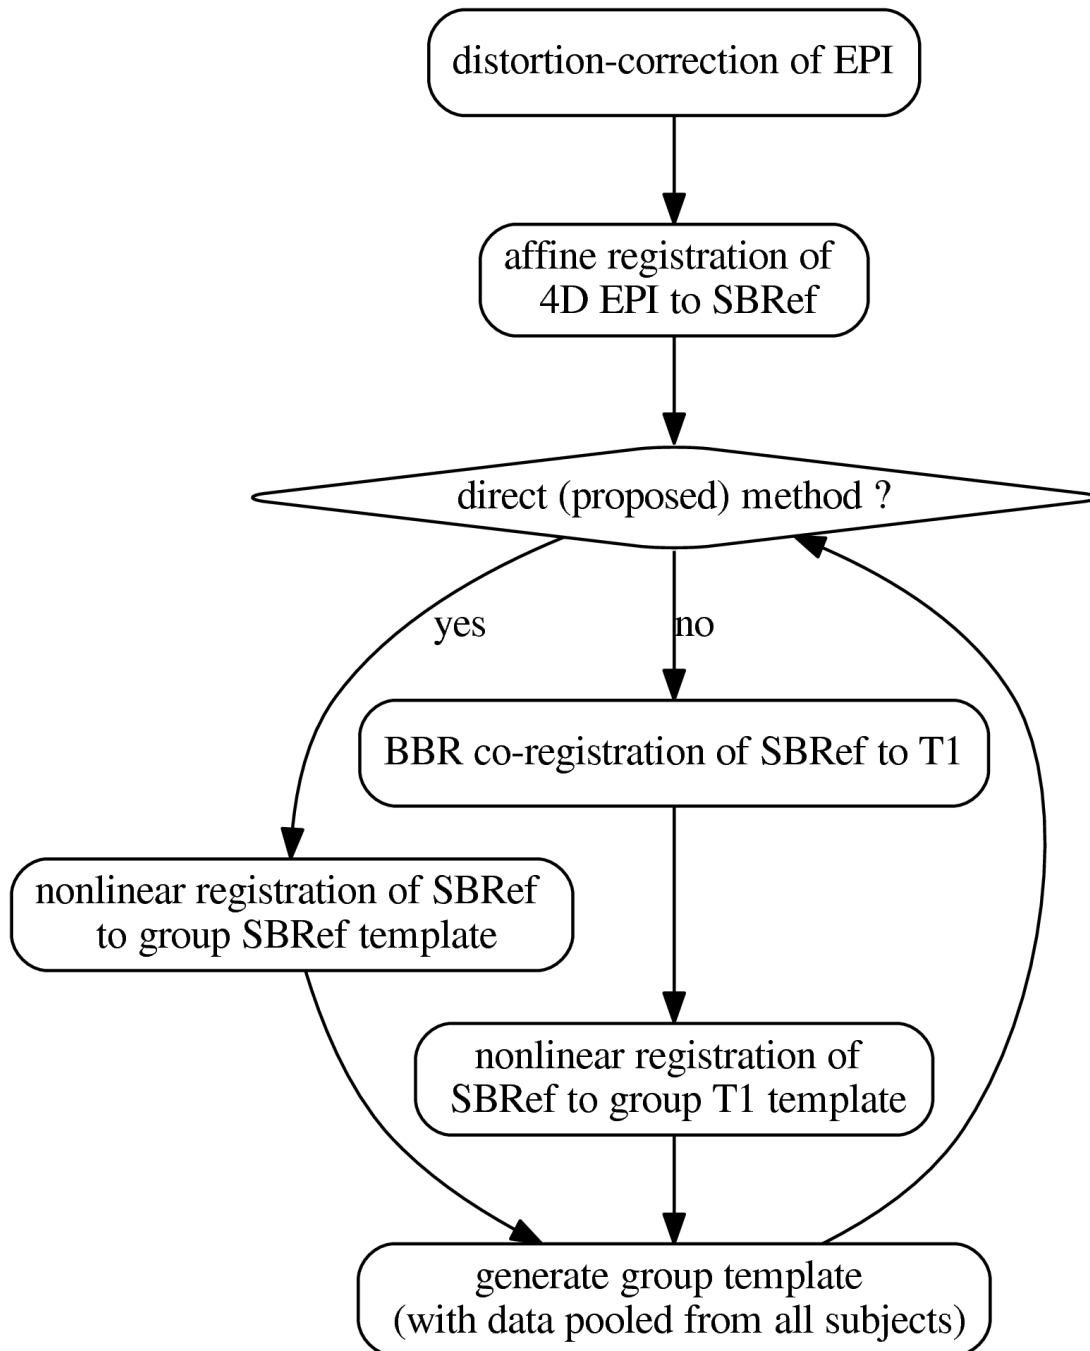 distortion-correction of EPI
affine registration of
4D EPI to SBRef
direct (proposed) method ?
yes
no
BBR co-registration of SBRef to T1
nonlinear registration of SBRef
to group SBRef template
nonlinear registration of
SBRef to group T1 template
generate group template
(with data pooled from all subjects)